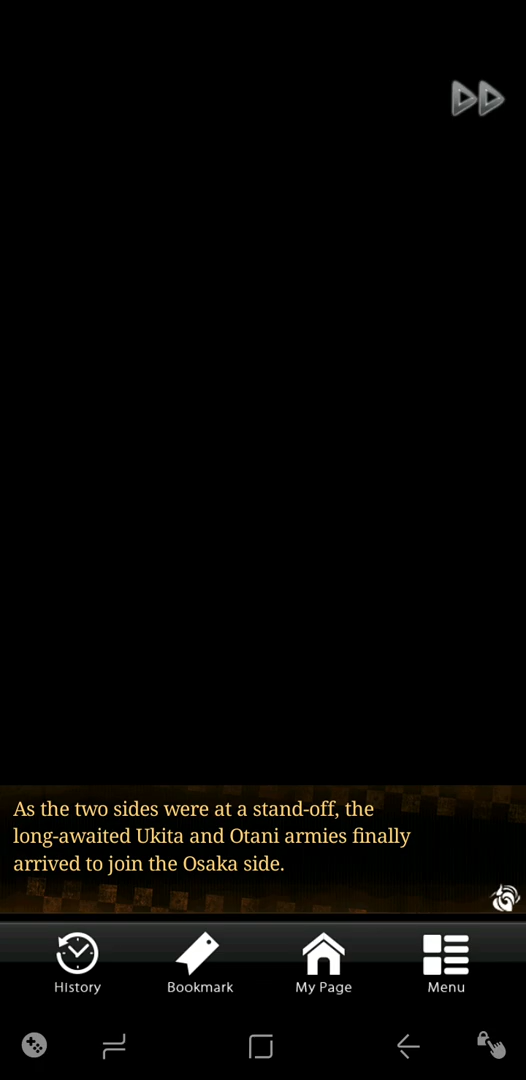 As the two sides were at a stand-off, the
long-awaited Ukita and Otani armies finally
arrived to join the Osaka side.
History
Bookmark
My Page
Menu